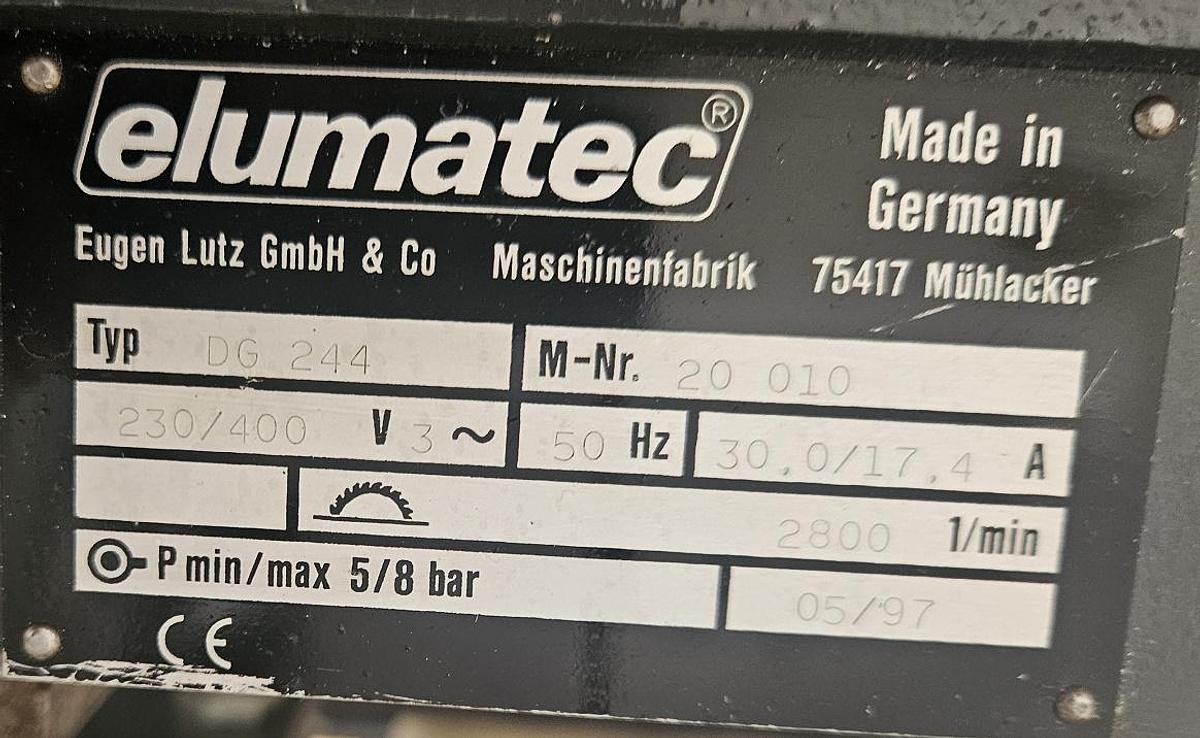 elumatec®
Made in
Germany
Eugen Lutz GmbH & Co Maschinenfabrik 75417 Mühlacker
Typ DG 244 M-Nr. 20 010
230/400 V 3 ~ 50 Hz 30,0/17,4 A
2800 1/min
P min/max 5/8 bar 05/97
CE